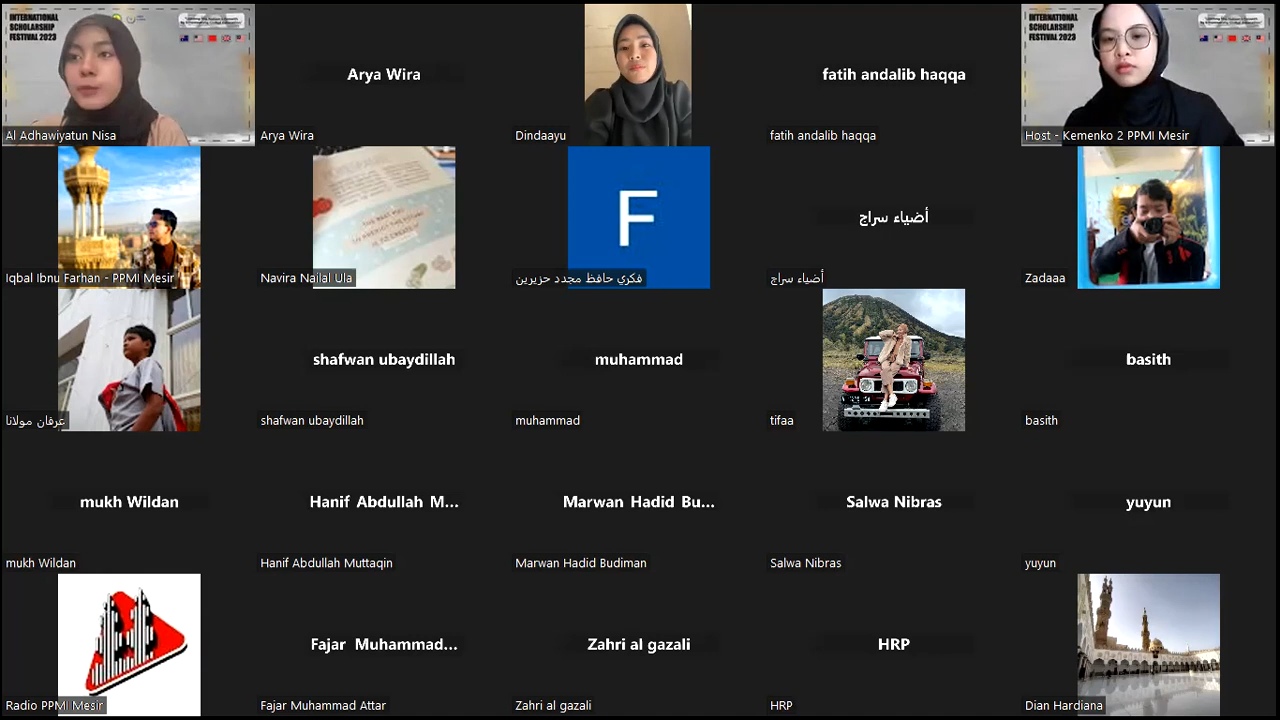 INTERNATIONAL
SCHOLARSHIP
FESTIVAL 2023
Al Adhawiyatun Nisa
Arya Wira
Arya Wira
Dindaayu
fatih andalib haqqa
fatih andalib haqqa
INTERNATIONAL
SCHOLARSHIP
FESTIVAL 2023
Host - Kemenko 2 PPMI Mesir
Iqbal Ibnu Farhan - PPMI Mesir
Navira Nailal Ula
F
فكري حافظ مجدد حزيرين
أضياء سراج
أضياء سراج
Zadaaa
عرفان مولانا
shafwan ubaydillah
shafwan ubaydillah
muhammad
muhammad
tifaa
basith
basith
mukh Wildan
mukh Wildan
Hanif Abdullah M...
Hanif Abdullah Muttaqin
Marwan Hadid Bu...
Marwan Hadid Budiman
Salwa Nibras
Salwa Nibras
yuyun
yuyun
Radio PPMI Mesir
Fajar Muhammad...
Fajar Muhammad Attar
Zahri al gazali
Zahri al gazali
HRP
HRP
Dian Hardiana